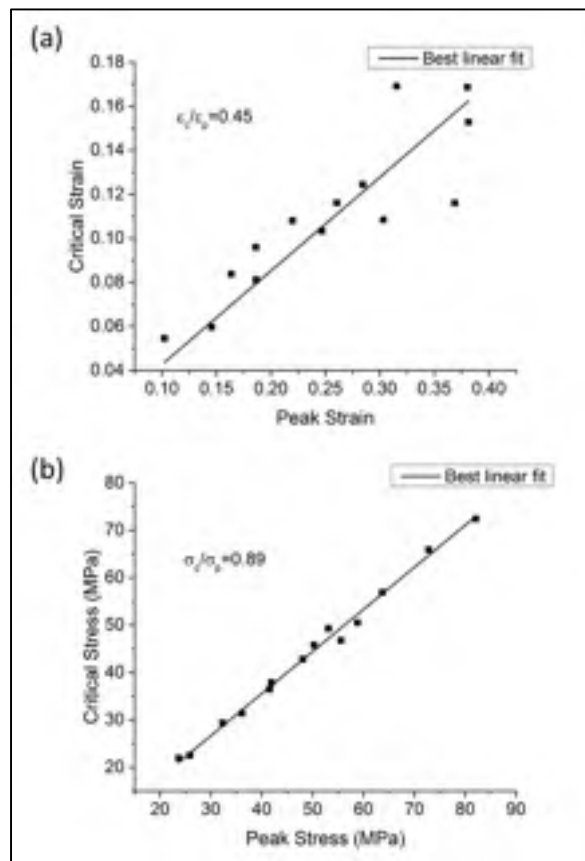 (a)
Best linear fit
0.18
0.16
0.14
0.12
0.10
0.08
0.06
0.04
εc/εp=0.45
Critical Strain
0.10 0.15 0.20 0.25 0.30 0.35 0.40
Peak Strain
(b)
Best linear fit
80
70
60
50
40
30
20
σc/σp=0.89
Critical Stress (MPa)
20 30 40 50 60 70 80 90
Peak Stress (MPa)